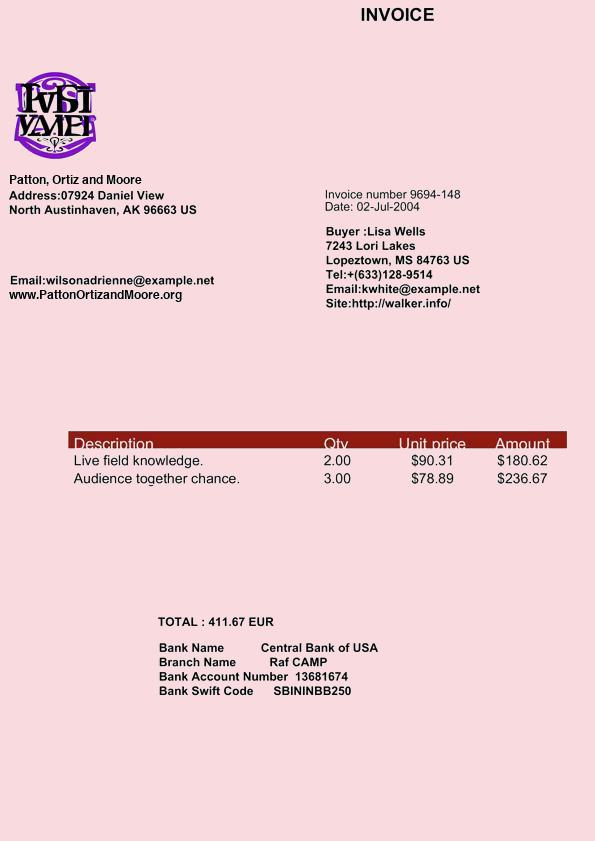 INVOICE
Patton, Ortiz and Moore
Address:07924 Daniel View
North Austinhaven, AK 96663 US
Invoice number 9694-148
Date: 02-Jul-2004
Buyer :Lisa Wells
7243 Lori Lakes
Lopeztown, MS 84763 US
Tel:+(633)128-9514
Email:kwhite@example.net
Site:http://walker.info/
Email:wilsonadrienne@example.net
www.PattonOrtizandMoore.org
Description Qty Unit price Amount
Live field knowledge. 2.00 $90.31 $180.62
Audience together chance. 3.00 $78.89 $236.67
TOTAL : 411.67 EUR
Bank Name Central Bank of USA
Branch Name Raf CAMP
Bank Account Number 13681674
Bank Swift Code SBININBB250